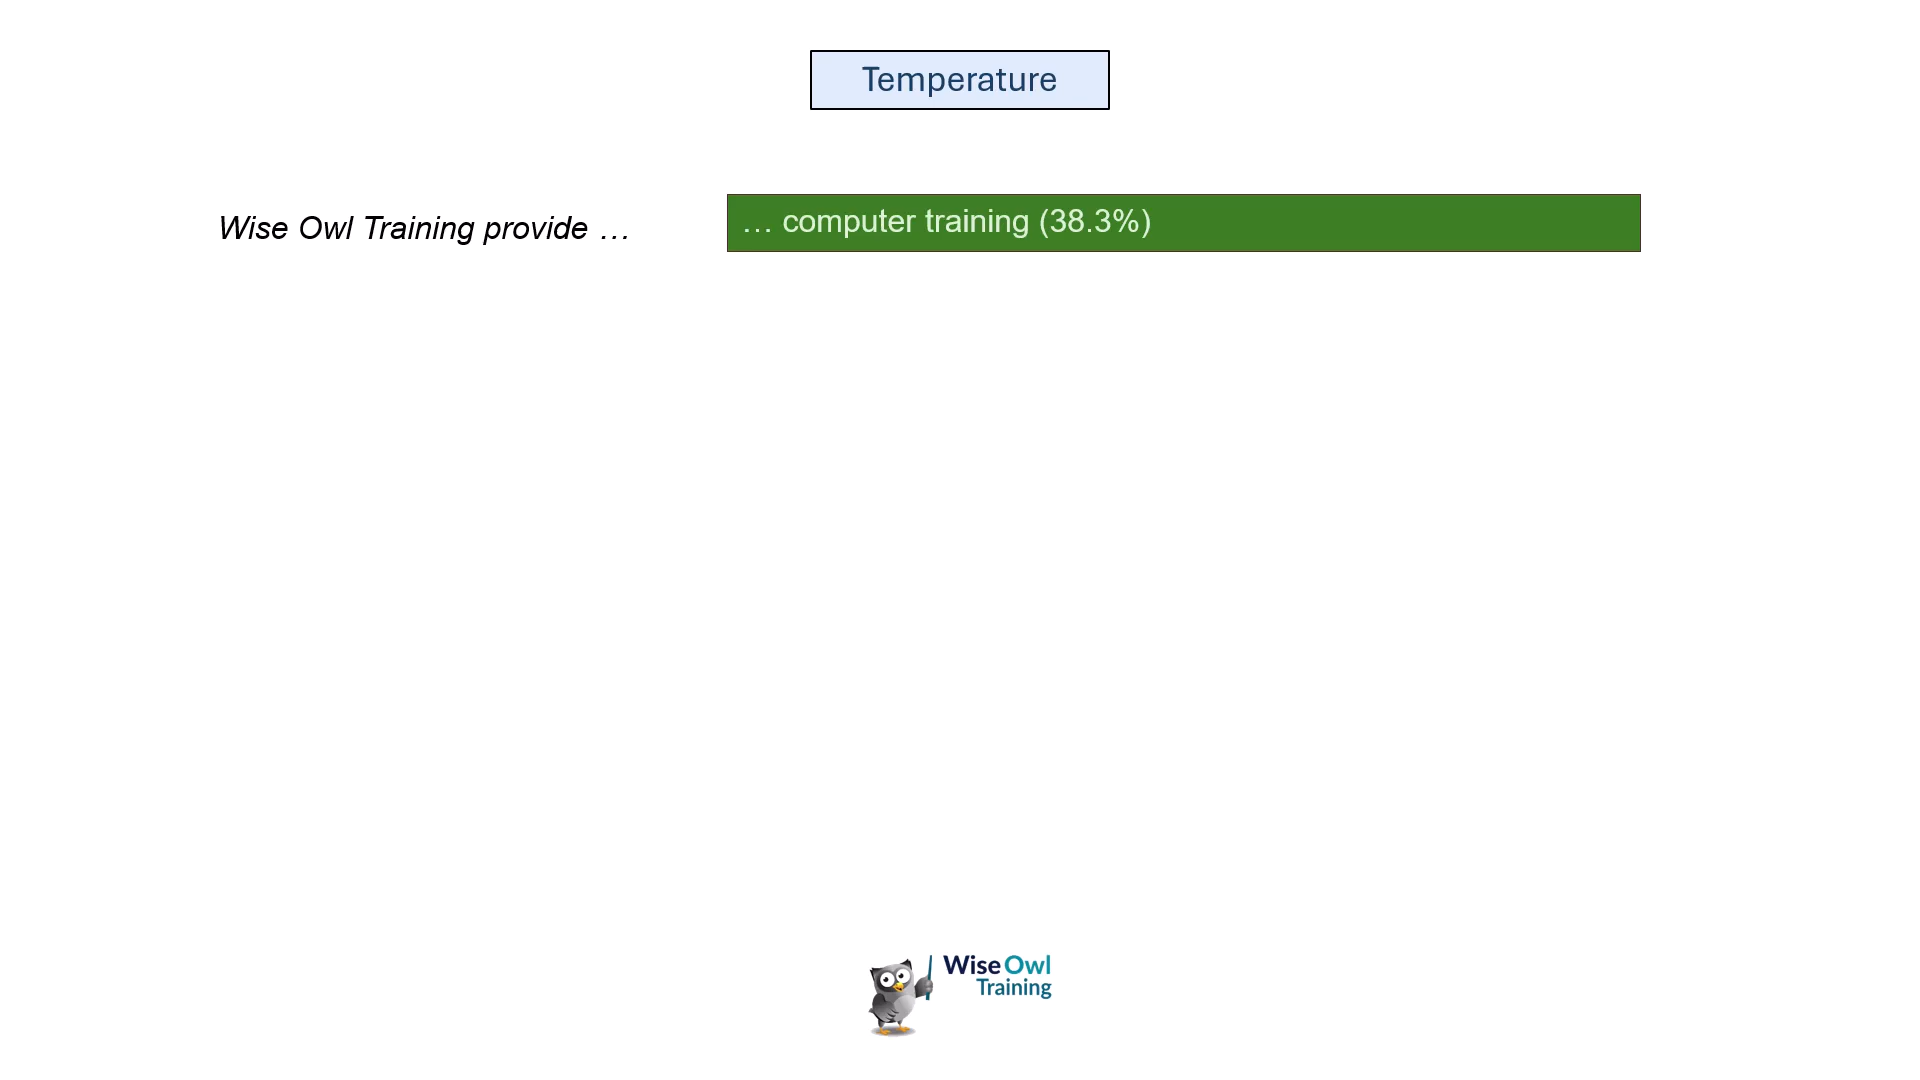 Temperature
Wise Owl Training provide …
… computer training (38.3%)
Wise Owl
Training